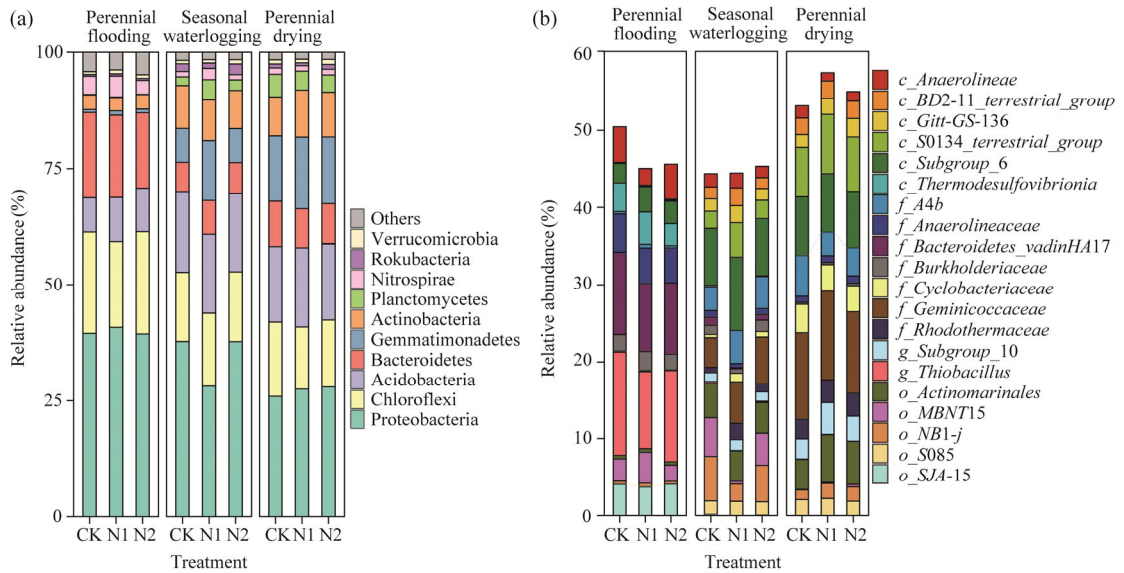 (a)
Perennial
flooding
Seasonal
waterlogging
Perennial
drying
Relative abundance (%)
100
75
50
25
0
CK N1 N2
CK N1 N2
CK N1 N2
Treatment
Others
Verrucomicrobia
Rokubacteria
Nitrospirae
Planctomycetes
Actinobacteria
Gemmatimonadetes
Bacteroidetes
Acidobacteria
Chloroflexi
Proteobacteria
(b)
Perennial
flooding
Seasonal
waterlogging
Perennial
drying
Relative abundance (%)
60
50
40
30
20
10
0
CK N1 N2
CK N1 N2
CK N1 N2
Treatment
c_Anaerolineae
c_BD2-11_terrestrial_group
c_Gitt-GS-136
c_S0134_terrestrial_group
c_Subgroup_6
c_Thermodesulfovibrionia
f_A4b
f_Anaerolineaceae
f_Bacteroidetes_vadinHA17
f_Burkholderiaceae
f_Cyclobacteriaceae
f_Geminicoccaceae
f_Rhodothermaceae
g_Subgroup_10
g_Thiobacillus
o_Actinomarinales
o_MBNT15
o_NB1-j
o_S085
o_SJA-15